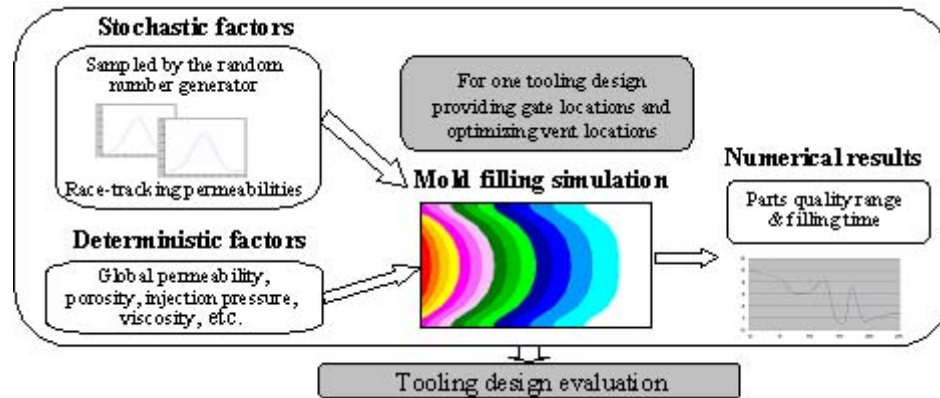 Stochastic factors
Sampled by the random
number generator
Race-tracking permeabilities
For one tooling design
providing gate locations and
optimizing vent locations
Mold filling simulation
Numerical results
Parts quality range
& filling time
Deterministic factors
Global permeability,
porosity, injection pressure,
viscosity, etc.
Tooling design evaluation